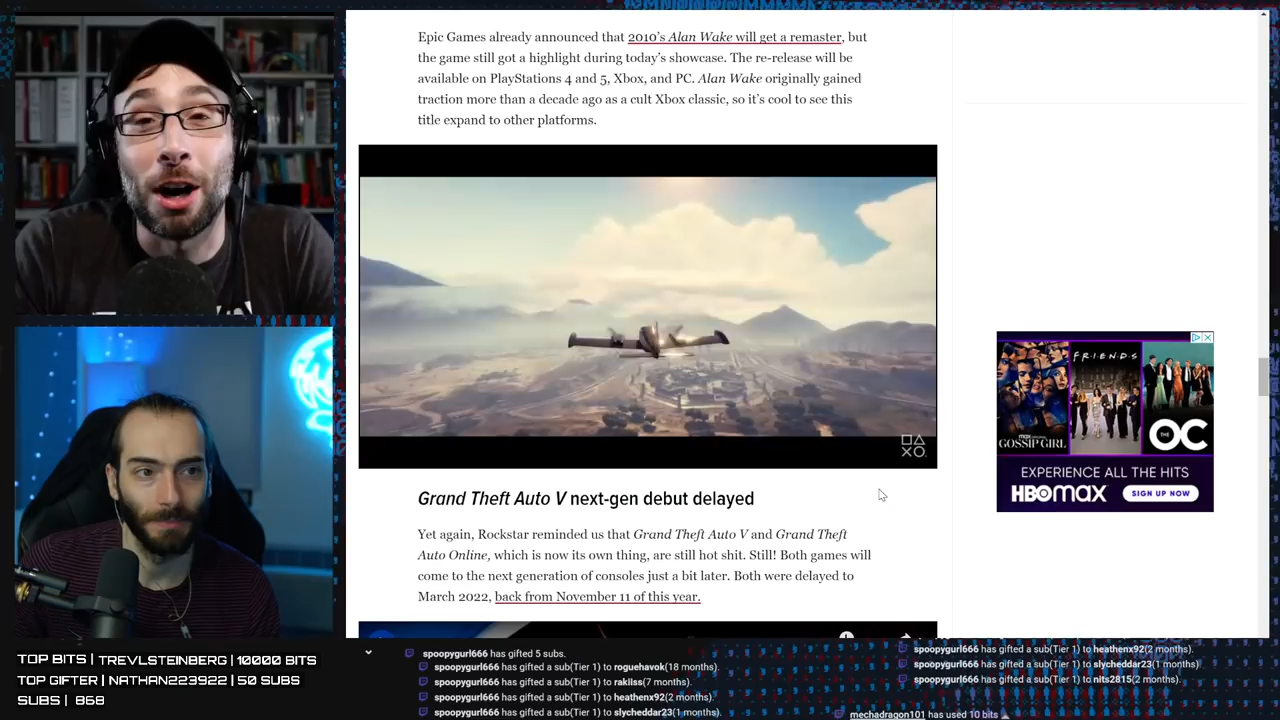 Epic Games already announced that 2010's Alan Wake will get a remaster, but
the game still got a highlight during today's showcase. The re-release will be
available on PlayStations 4 and 5, Xbox, and PC. Alan Wake originally gained
traction more than a decade ago as a cult Xbox classic, so it's cool to see this
title expand to other platforms.
Grand Theft Auto V next-gen debut delayed
Yet again, Rockstar reminded us that Grand Theft Auto V and Grand Theft
Auto Online, which is now its own thing, are still hot shit. Still! Both games will
come to the next generation of consoles just a bit later. Both were delayed to
March 2022, back from November 11 of this year.
max ORIGINAL
GOSSIP GIRL
FRIENDS
THE
OC
EXPERIENCE ALL THE HITS
HBOMAX
SIGN UP NOW
TOP BITS | TREVLSTEINBERG | 10000 BITS
TOP GIFTER | NATHAN223922 | 50 SUBS
SUBS | 868
spoopygurl666 has gifted 5 subs.
spoopygurl666 has gifted a sub(Tier 1) to roguehavok(18 months).
spoopygurl666 has gifted a sub(Tier 1) to rakiiss(7 months).
spoopygurl666 has gifted a sub(Tier 1) to heathenx92(2 months).
spoopygurl666 has gifted a sub(Tier 1) to slycheddar23(1 months).
spoopygurl666 has gifted a sub(Tier 1) to heathenx92(2 months).
spoopygurl666 has gifted a sub(Tier 1) to slycheddar23(1 months)
spoopygurl666 has gifted a sub(Tier 1) to nits2815(2 months).
mechadragon101 has used 10 bits